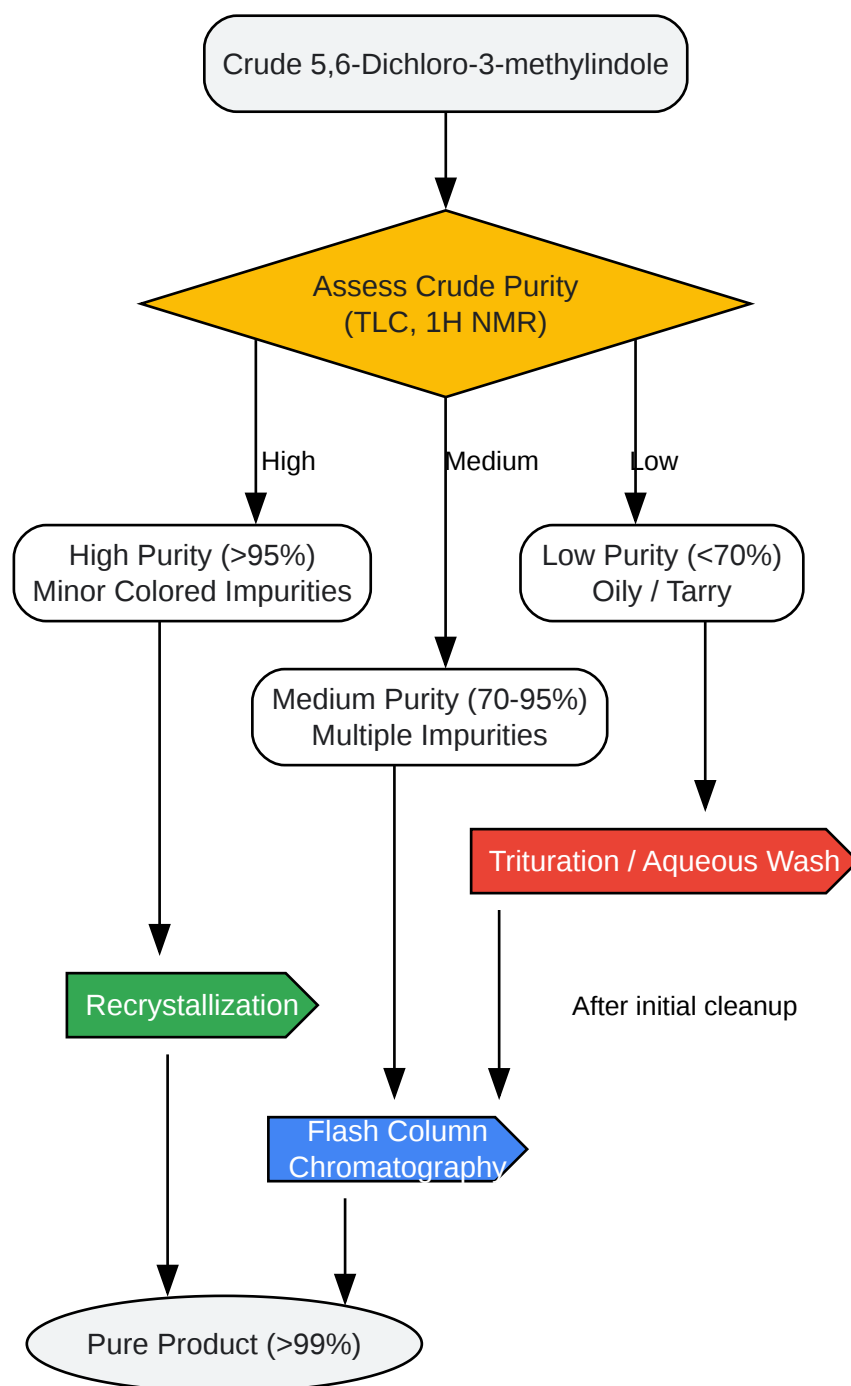 Crude 5,6-Dichloro-3-methylindole
Assess Crude Purity
(TLC, 1H NMR)
High
Medium
Low
High Purity (>95%)
Minor Colored Impurities
Low Purity (<70%)
Oily / Tarry
Medium Purity (70-95%)
Multiple Impurities
Trituration / Aqueous Wash
Recrystallization
After initial cleanup
Flash Column
Chromatography
Pure Product (>99%)